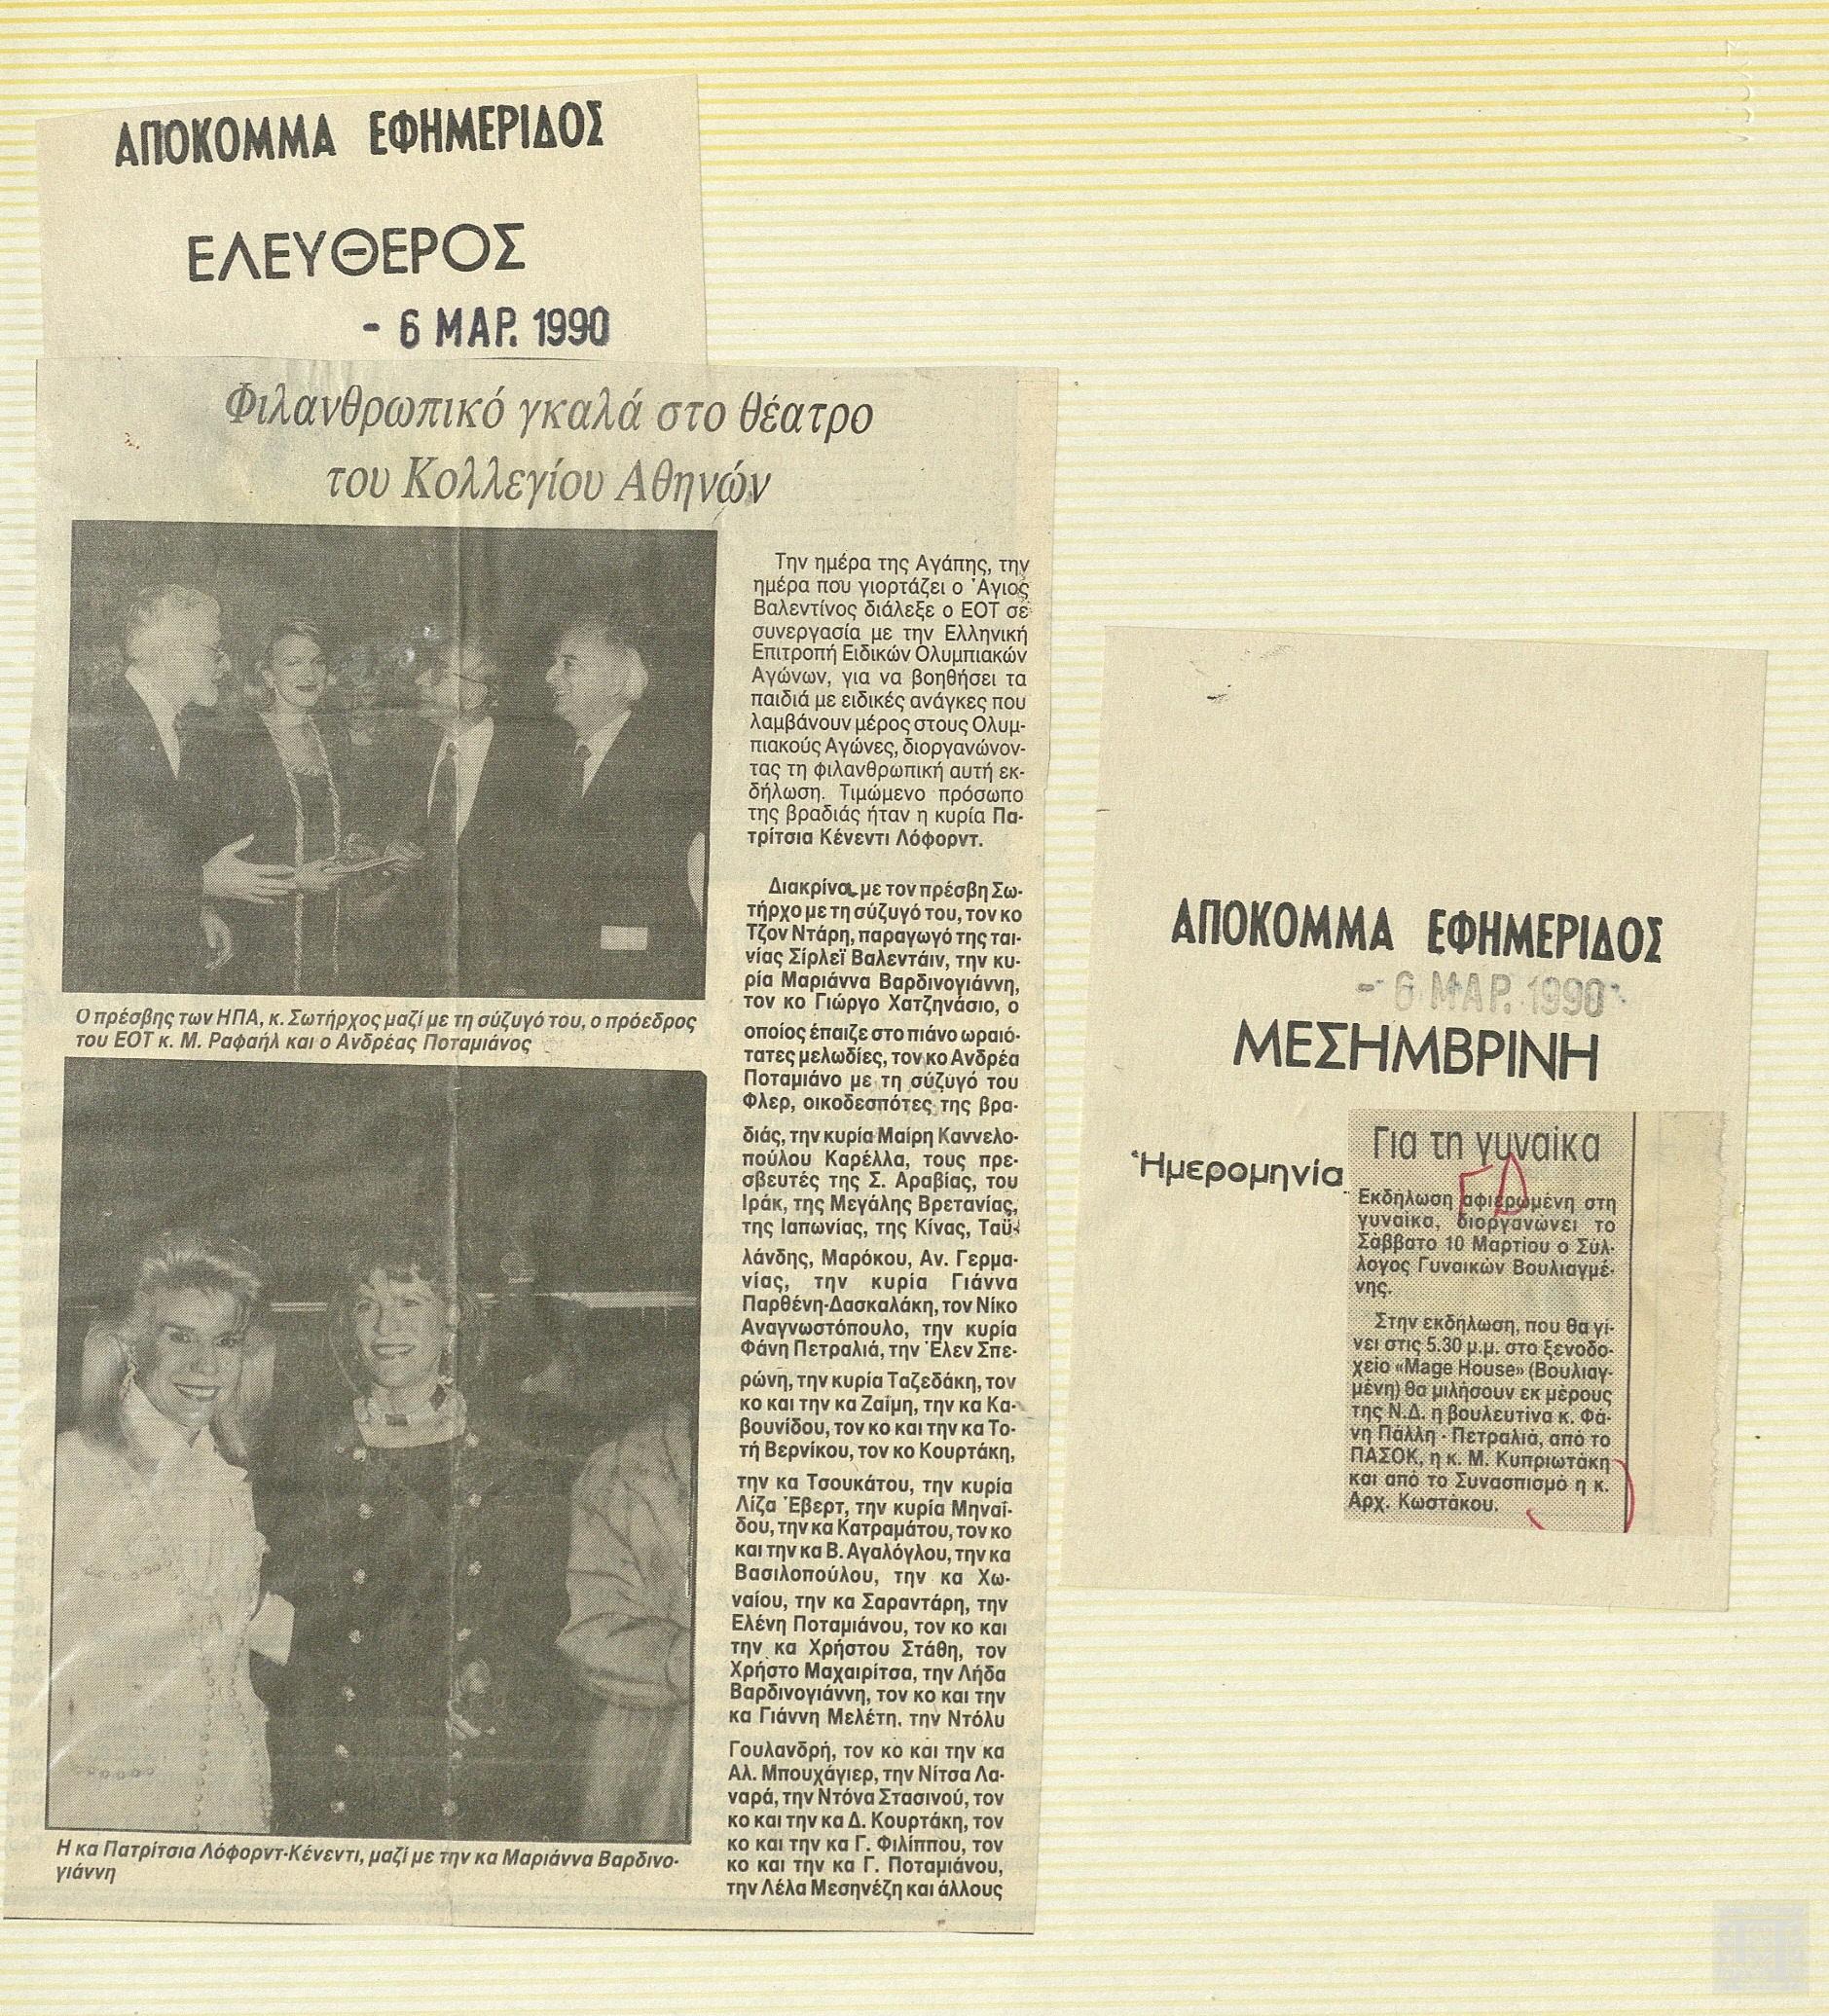 ΑΠΟΚΟΜΜΑ ΕΦΗΜΕΡΙΔΟΣ
ΕΛΕΥΘΕΡΟΣ
- 6 ΜΑΡ. 1990
Φιλανθρωπικό γκαλά στο θέατρο
του Κολλεγίου Αθηνών
Ο πρέσβης των ΗΠΑ, κ. Σωτήρχος μαζί με τη σύζυγό του, ο πρόεδρος
του ΕΟΤ κ. Μ. Ραφαήλ και ο Ανδρέας Ποταμιάνος
Η κα Πατρίτσια Λόφορντ-Κένεντι, μαζί με την κα Μαριάννα Βαρδινο-
γιάννη
Την ημέρα της Αγάπης, την
ημέρα που γιορτάζει ο Άγιος
Βαλεντίνος διάλεξε ο ΕΟΤ σε
συνεργασία με την Ελληνική
Επιτροπή Ειδικών Ολυμπιακών
Αγώνων, για να βοηθήσει τα
παιδιά με ειδικές ανάγκες που
λαμβάνουν μέρος στους Ολυμ-
πιακούς Αγώνες, διοργανώνον-
τας τη φιλανθρωπική αυτή εκ-
δήλωση. Τιμώμενο πρόσωπο
της βραδιάς ήταν η κυρία Πα-
τρίτσια Κένεντι Λόφορντ.
Διακρίναμε τον πρέσβη Σω-
τήρχο με τη σύζυγό του, τον κο
Τζον Ντάρη, παραγωγό της ται-
νίας Σίρλεϊ Βαλεντάιν, την κυ-
ρία Μαριάννα Βαρδινογιάννη,
τον κο Γιώργο Χατζηνάσιο, ο
οποίος έπαιζε στο πιάνο ωραιό-
τατες μελωδίες, τον κο Ανδρέα
Ποταμιάνο με τη σύζυγό του
Φλερ, οικοδεσπότες της βρα-
διάς, την κυρία Μαίρη Καννελο-
πούλου Καρέλλα, τους πρε-
σβευτές της Σ. Αραβίας, του
Ιράκ, της Μεγάλης Βρετανίας,
της Ιαπωνίας, της Κίνας, Ταϋ-
λάνδης, Μαρόκου, Αν. Γερμα-
νίας, την κυρία Γιάννα
Παρθένη-Δασκαλάκη, τον Νίκο
Αναγνωστόπουλο, την κυρία
Φάνη Πετραλιά, την Έλεν Σπε-
ρώνη, την κυρία Ταζεδάκη, τον
κο και την κα Ζαΐμη, την κα Κα-
βουνίδου, τον κο και την κα Το-
τή Βερνίκου, τον κο Κουρτάκη,
την κα Τσουκάτου, την κυρία
Λίζα Έβερτ, την κυρία Μηναΐ-
δου, την κα Κατραμάτου, τον κο
και την κα Β. Αγαλόγλου, την κα
Βασιλοπούλου, την κα Χω-
ναίου, την κα Σαραντάρη, την
Ελένη Ποταμιάνου, τον κο και
την κα Χρήστου Στάθη, τον
Χρήστο Μαχαιρίτσα, την Λήδα
Βαρδινογιάννη, τον κο και την
κα Γιάννη Μελέτη, την Ντόλυ
Γουλανδρή, τον κο και την κα
Αλ. Μπουχάγιερ, την Νίτσα Λα-
ναρά, την Ντόνα Στασινού, τον
κο και την κα Δ. Κουρτάκη, τον
κο και την κα Γ. Φιλίππου, τον
κο και την κα Γ. Ποταμιάνου,
την Λέλα Μεσηνέζη και άλλους
ΑΠΟΚΟΜΜΑ ΕΦΗΜΕΡΙΔΟΣ
- 6 ΜΑΡ. 1990
ΜΕΣΗΜΒΡΙΝΗ
Ἡμερομηνία
Για τη γυναίκα
ΓΔ
Εκδήλωση αφιερωμένη στη
γυναίκα, διοργανώνει το
Σάββατο 10 Μαρτίου ο Σύλ-
λογος Γυναικών Βουλιαγμέ-
νης.
Στην εκδήλωση, που θα γί-
νει στις 5.30 μ.μ. στο ξενοδο-
χείο «Mage House» (Βουλιαγ-
μένη) θα μιλήσουν εκ μέρους
της Ν.Δ. η βουλευτίνα κ. Φά-
νη Πάλλη - Πετραλιά, από το
ΠΑΣΟΚ, η κ. Μ. Κυπριωτάκη
και από το Συνασπισμό η κ.
Αρχ. Κωστάκου.